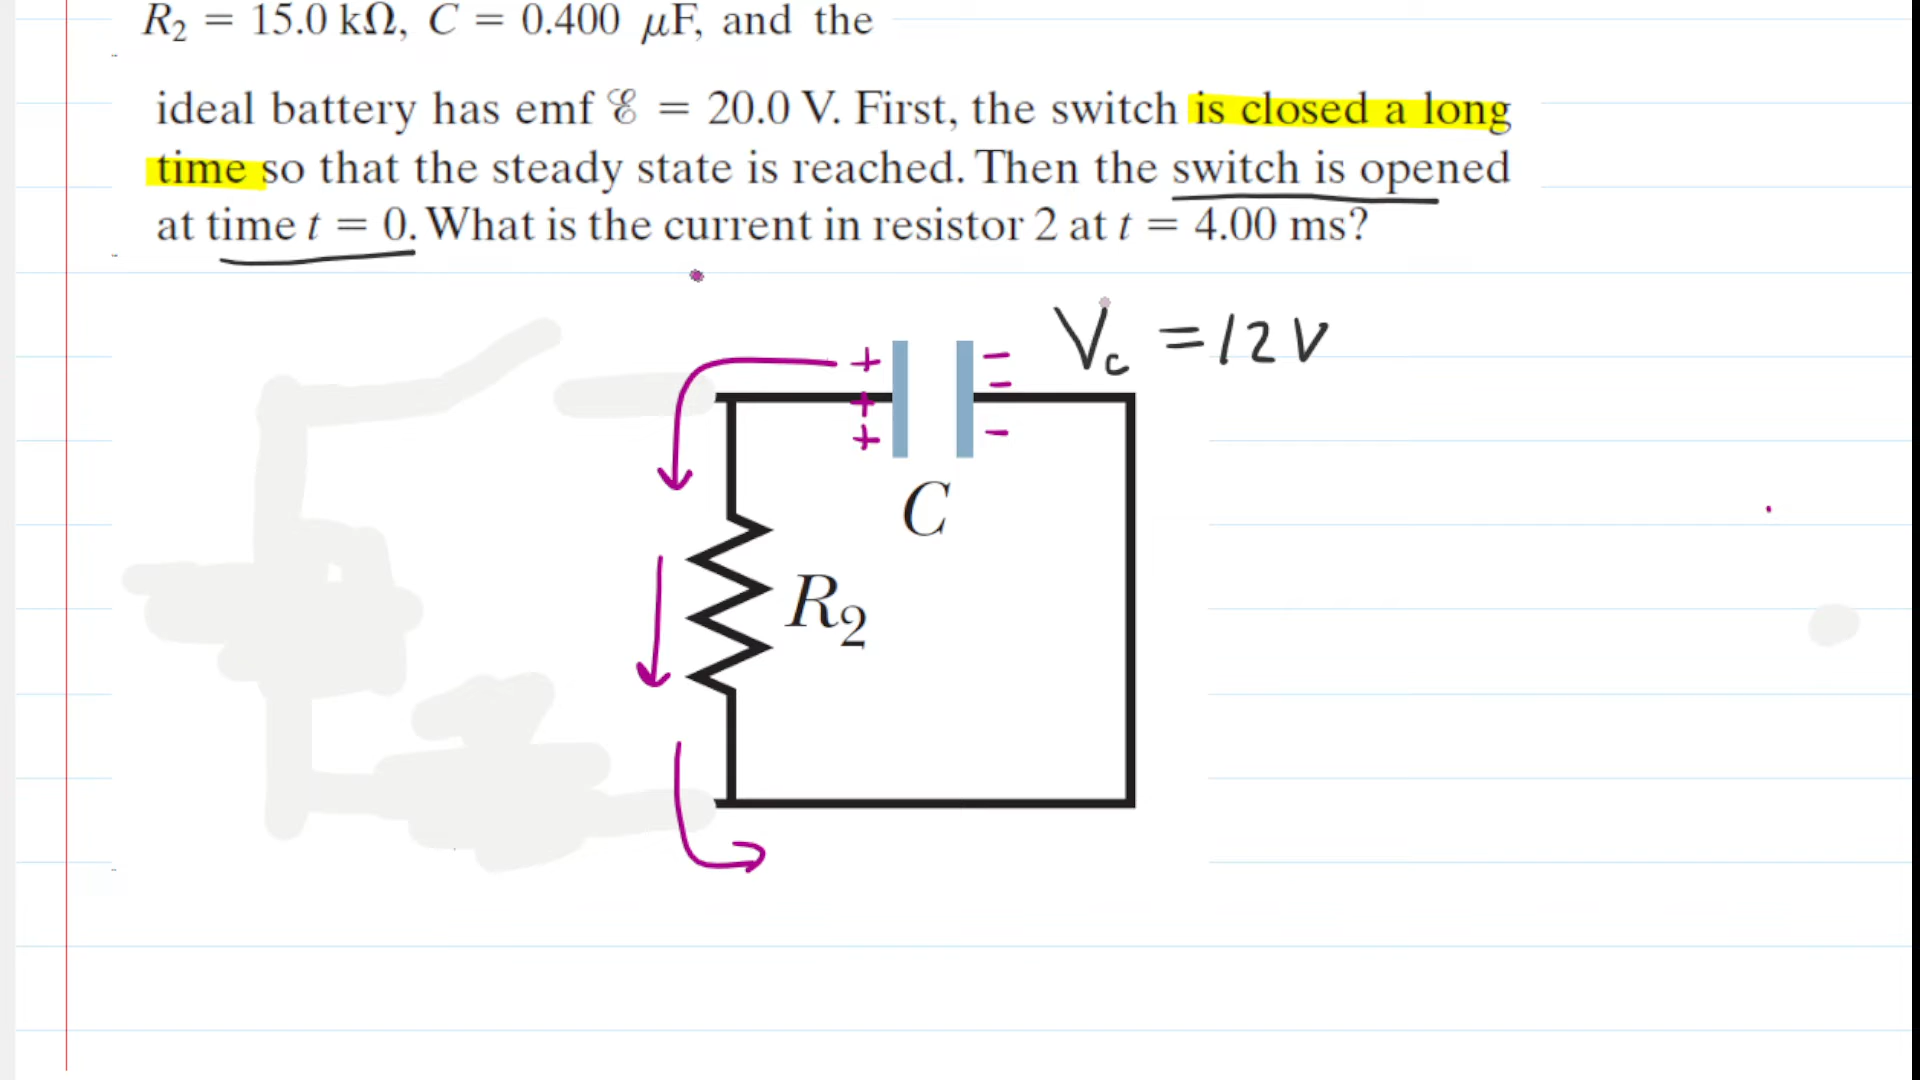 R₂ = 15.0 kΩ, C = 0.400 μF, and the
ideal battery has emf ℰ = 20.0 V. First, the switch is closed a long
time so that the steady state is reached. Then the switch is opened
at time t = 0. What is the current in resistor 2 at t = 4.00 ms?
V_c = 12 V
+ −
−
+
+ −
C
R₂